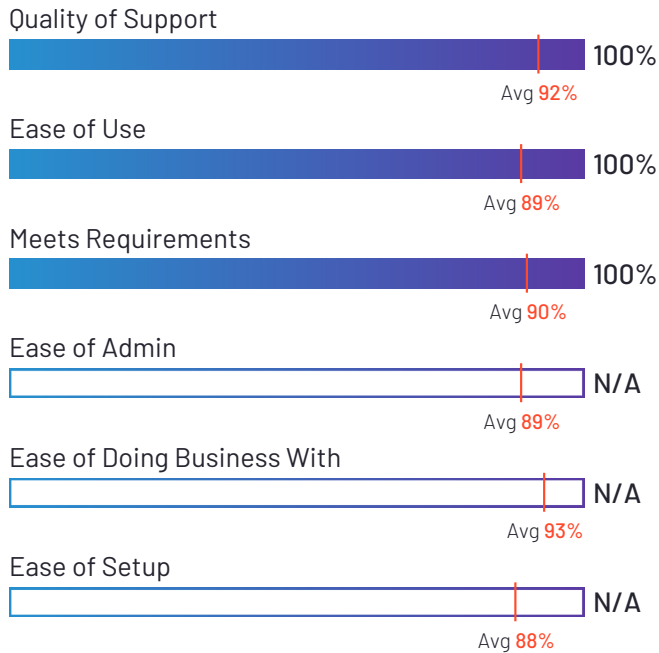 Quality of Support
100%
Avg 92%
Ease of Use
100%
Avg 89%
Meets Requirements
100%
Avg 90%
Ease of Admin
N/A
Avg 89%
Ease of Doing Business With
N/A
Avg 93%
Ease of Setup
N/A
Avg 88%